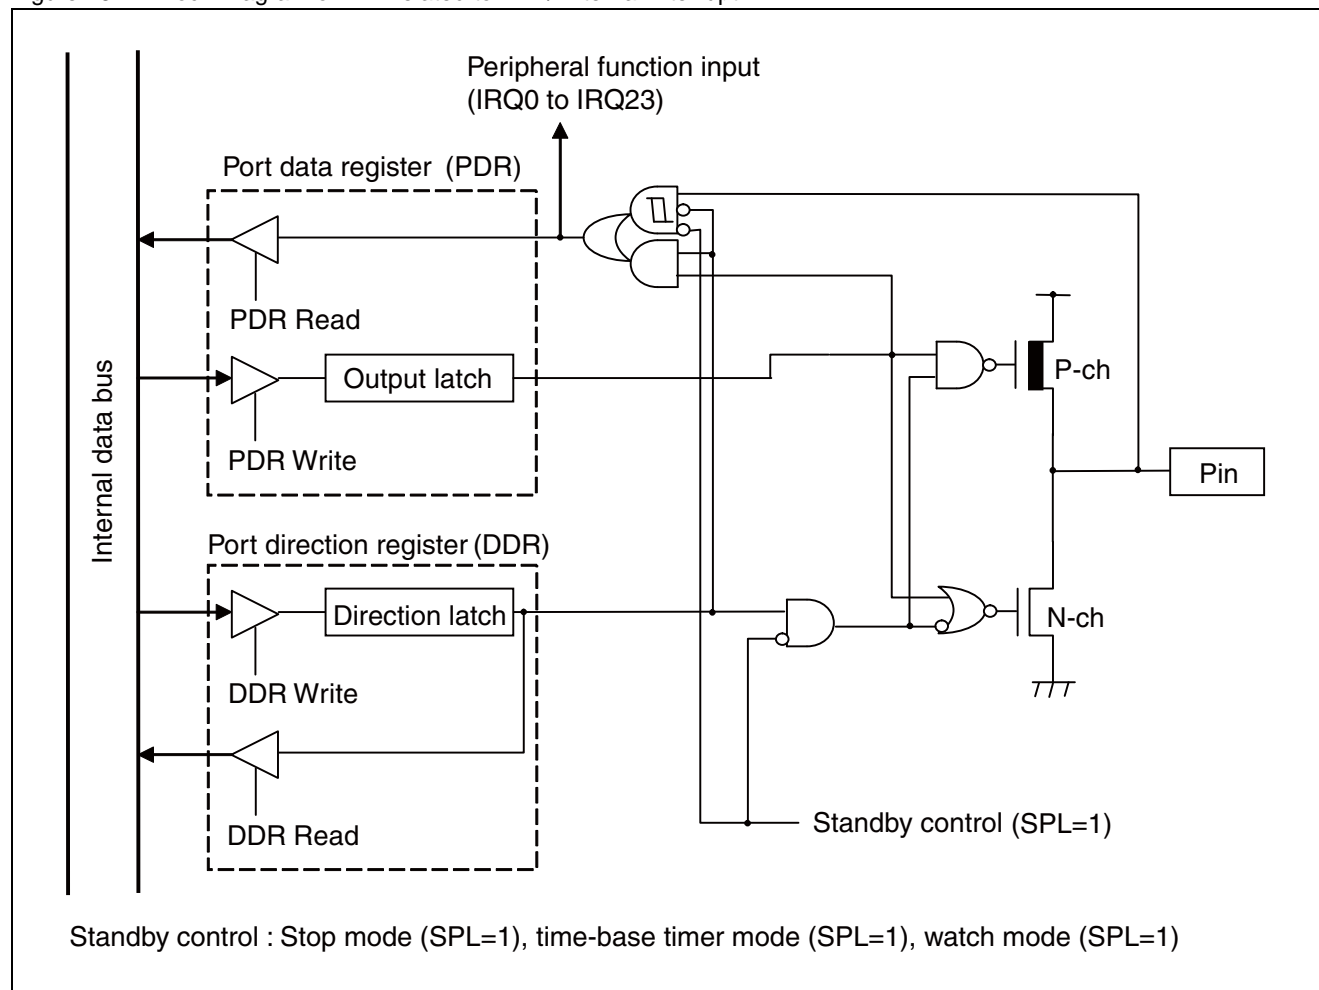 Peripheral function input
(IRQ0 to IRQ23)
Port data register (PDR)
PDR Read
Output latch
P-ch
PDR Write
Pin
Internal data bus
Port direction register (DDR)
Direction latch
N-ch
DDR Write
Standby control (SPL=1)
DDR Read
Standby control : Stop mode (SPL=1), time-base timer mode (SPL=1), watch mode (SPL=1)